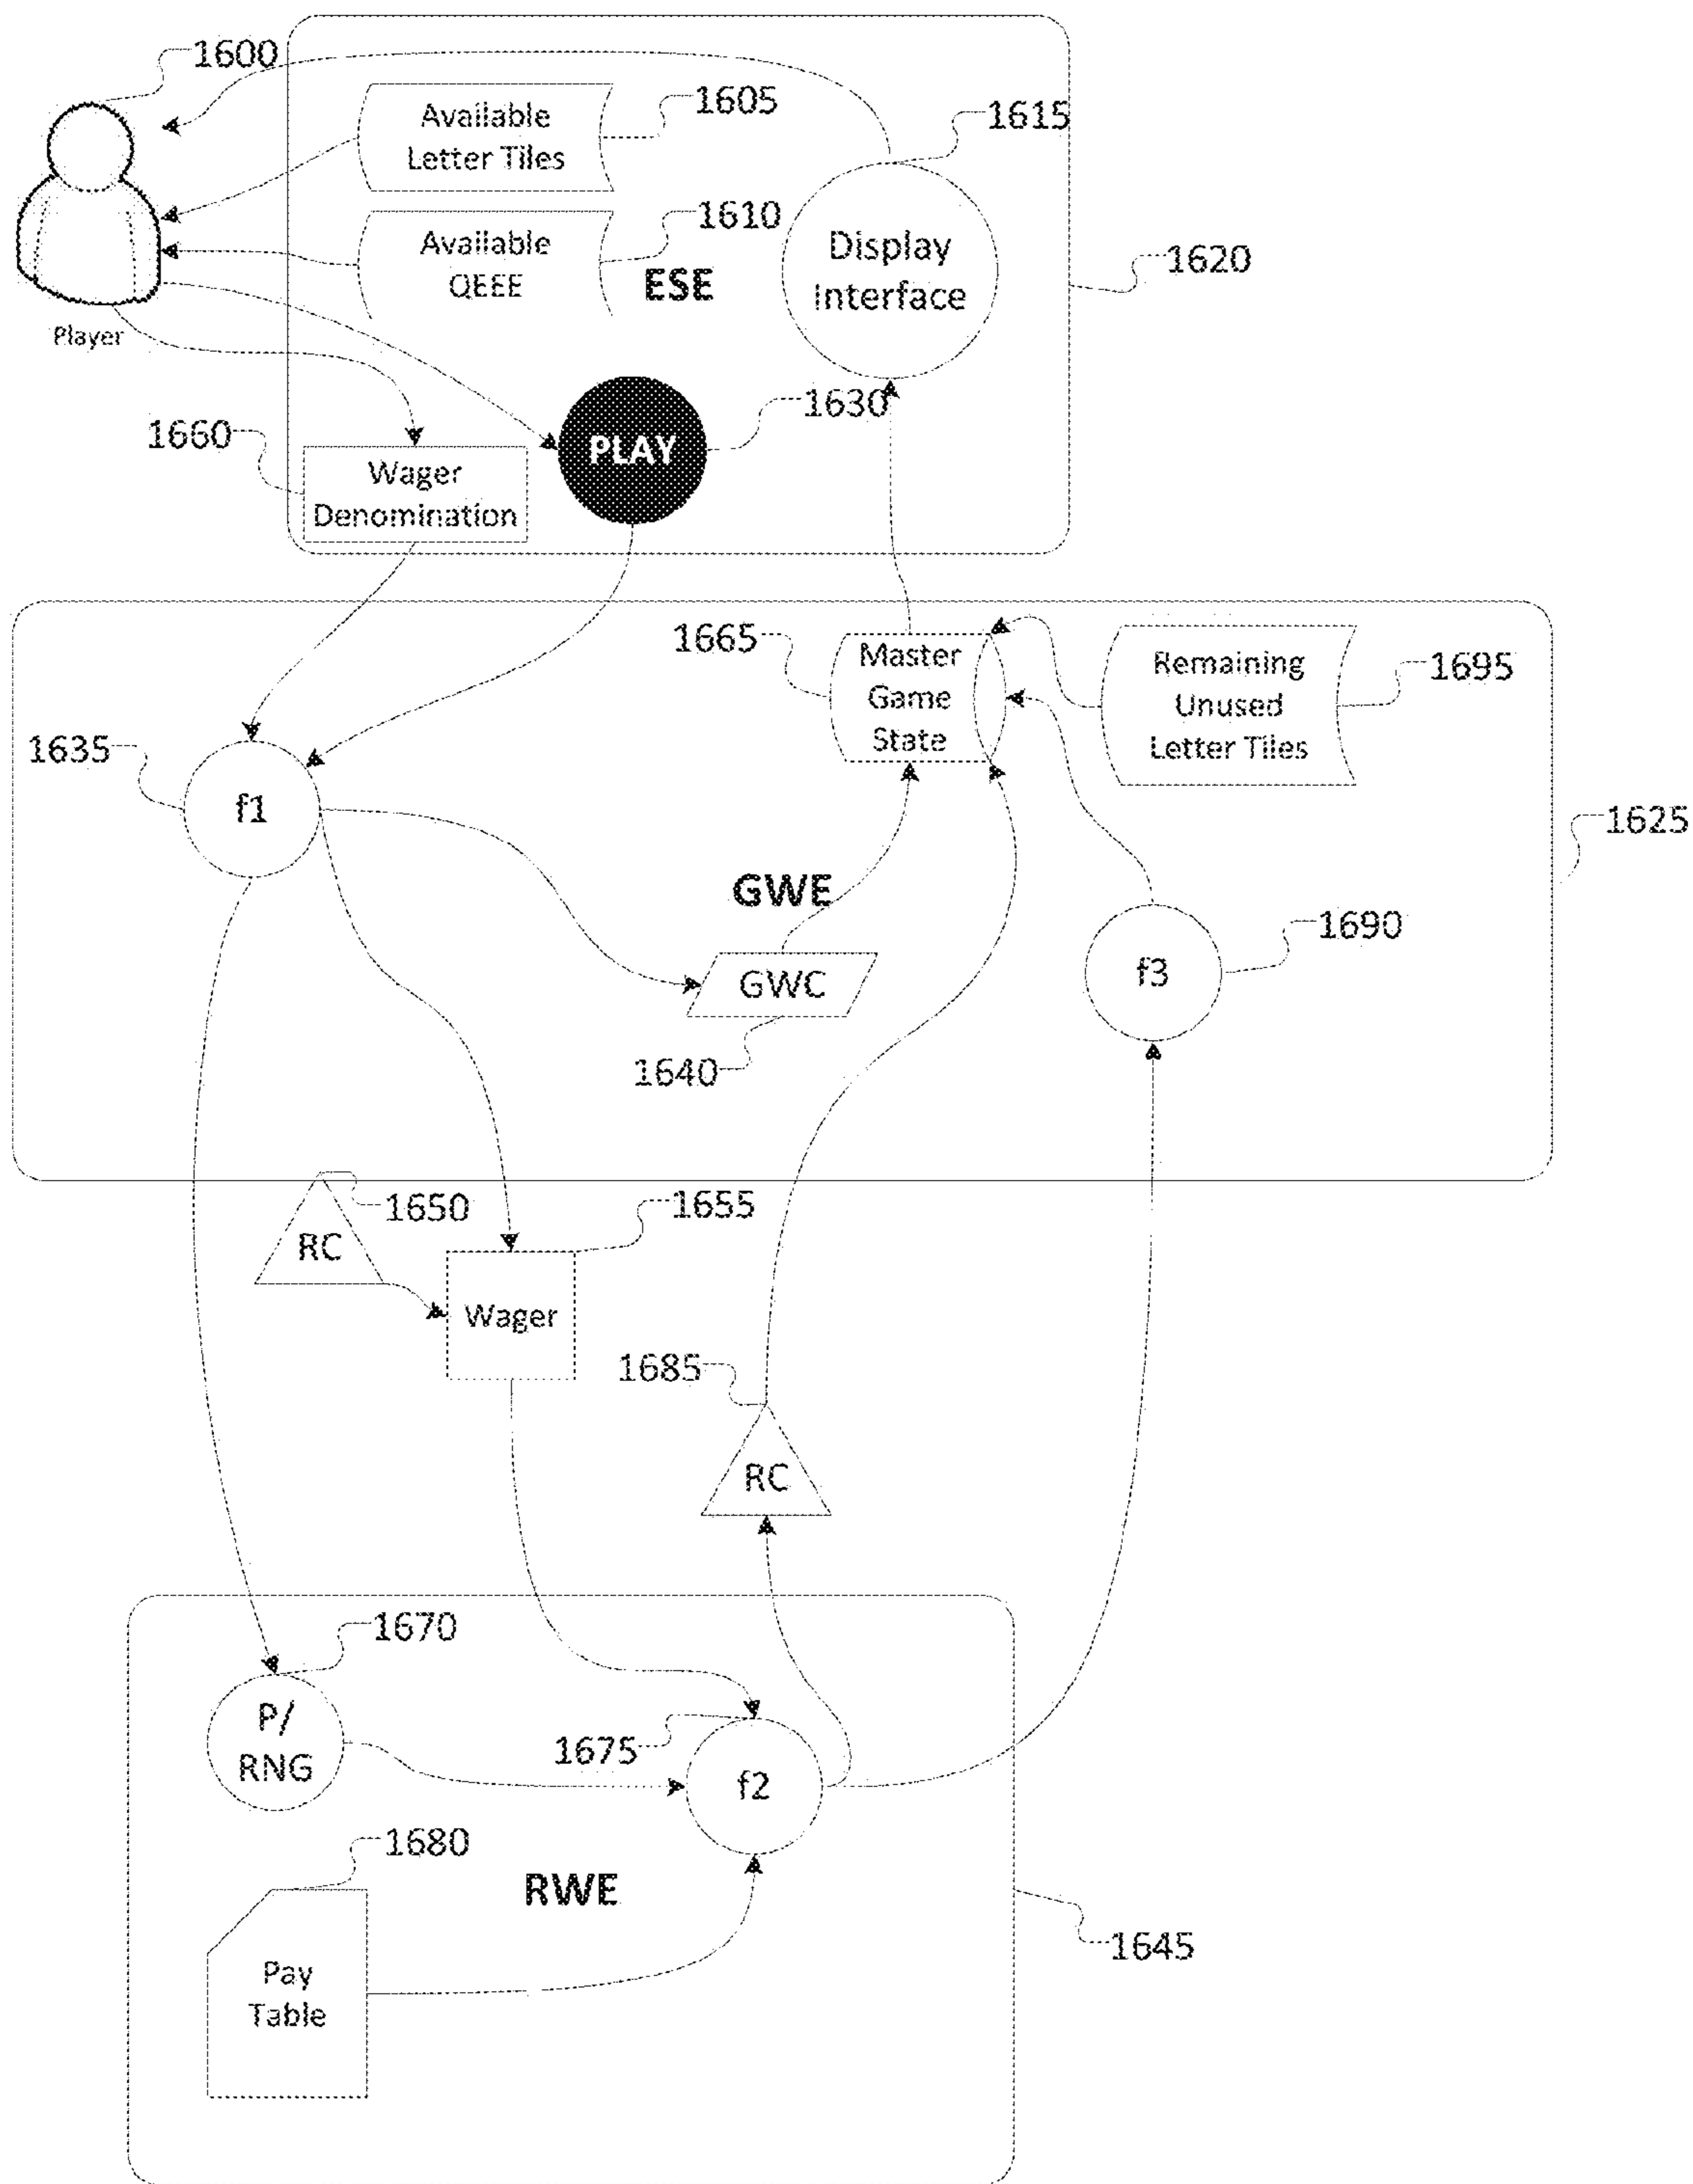 1600
Available
Letter Tiles
1605
1615
Available
QEEE
1610
ESE
Display
Interface
1620
Player
1630
1660
Wager
Denomination
PLAY
1665
Master
Game
State
Remaining
Unused
Letter Tiles
1695
1635
f1
1625
GWE
1690
f3
GWC
1640
1650
RC
1655
Wager
1685
RC
1670
P/
RNG
1675
f2
1680
RWE
1645
Pay
Table